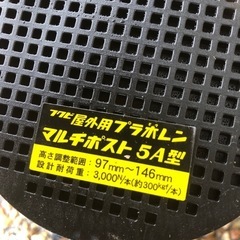 フクビ屋外用プラ木レン
マルチポスト5A型
高さ調整範囲：97mm〜146mm
設計耐荷重：3,000N/本(約300kgf/本)